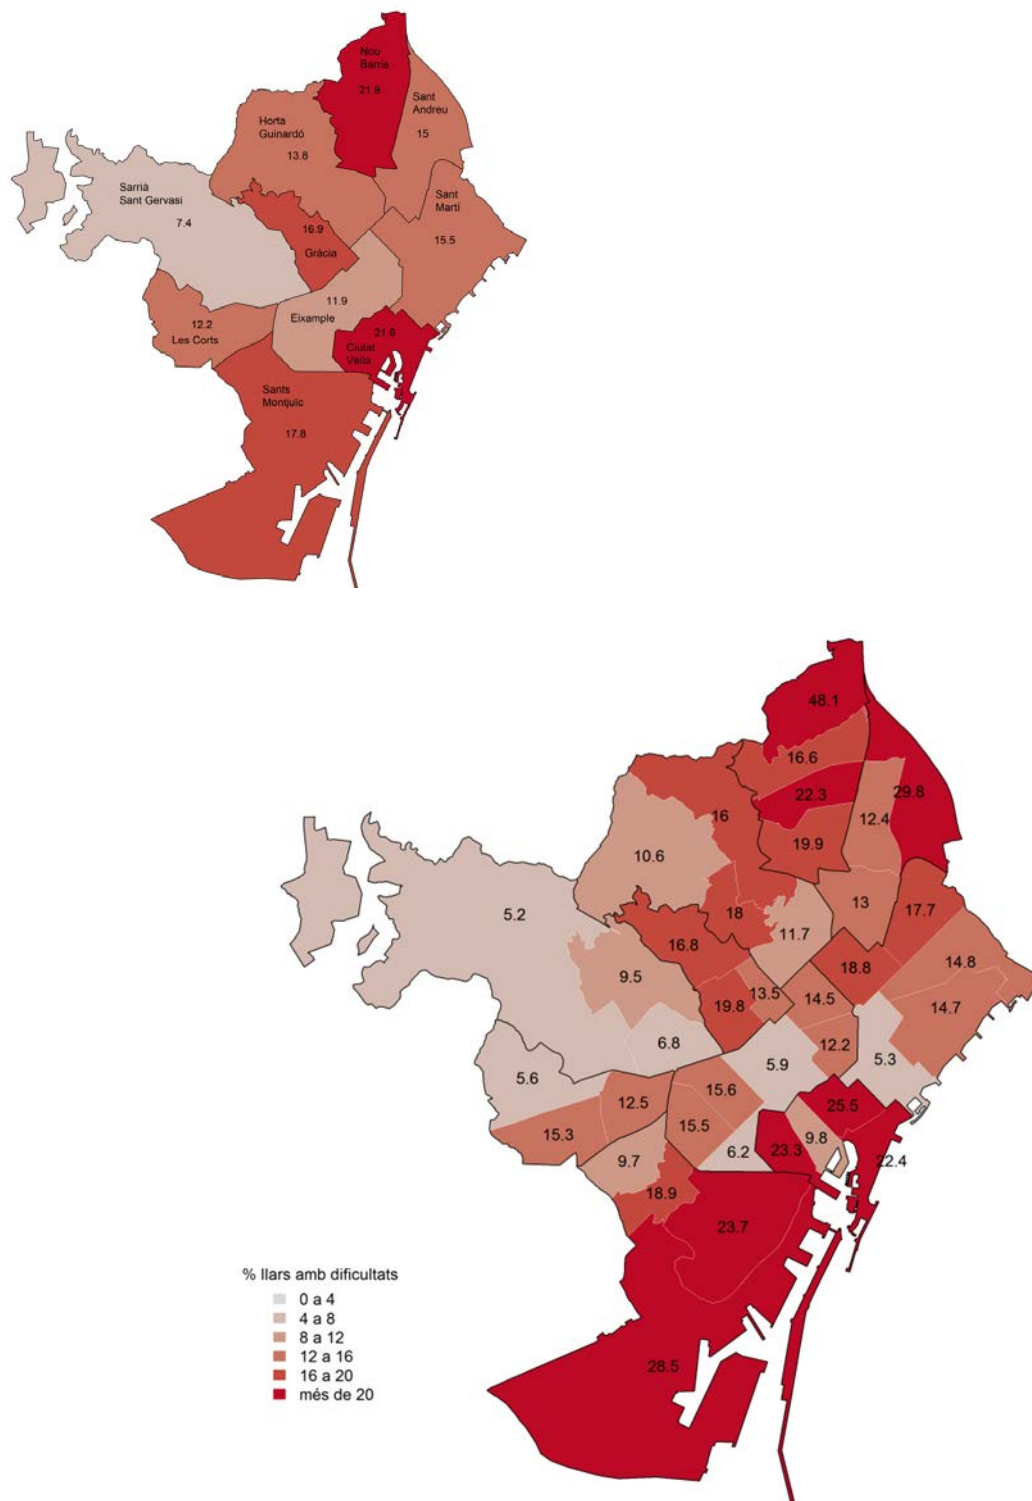 Nou
Barris
21.9
Sant
Andreu
15
Horta
Guinardó
13.8
Sarrià
Sant Gervasi
7.4
Sant
Martí
15.5
16.9
Gràcia
11.9
Eixample
12.2
Les Corts
21.6
Ciutat
Vella
Sants
Montjuïc
17.8
48.1
16.6
22.3
29.8
12.4
19.9
16
10.6
5.2
18
13
17.7
11.7
16.8
18.8
14.8
9.5
13.5
14.5
14.7
19.8
12.2
6.8
5.9
5.3
5.6
15.6
12.5
25.5
15.5
15.3
9.8
6.2
23.3
22.4
9.7
18.9
23.7
28.5
% llars amb dificultats
0 a 4
4 a 8
8 a 12
12 a 16
16 a 20
més de 20